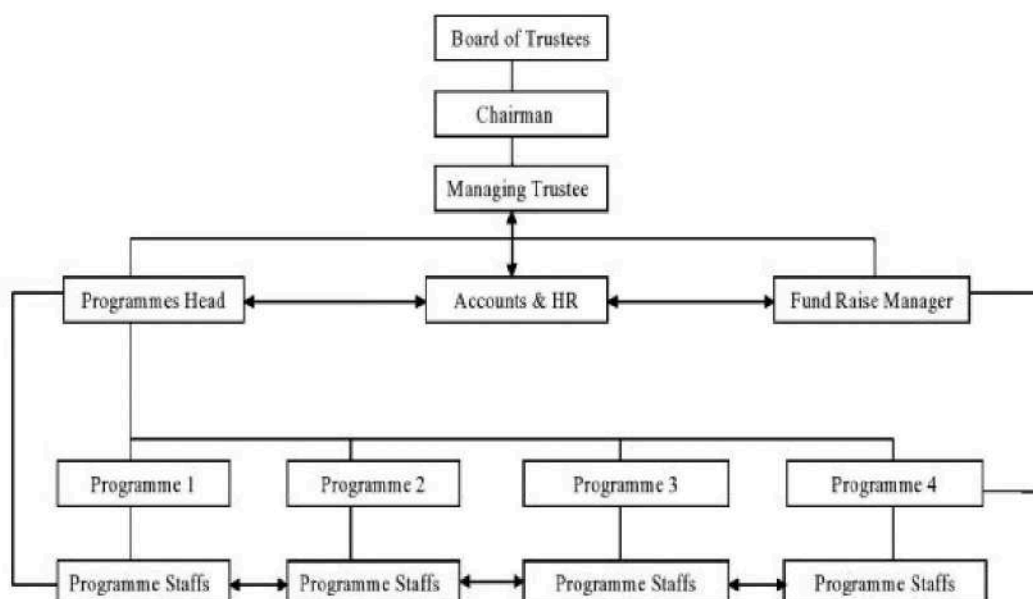 Board of Trustees
Chairman
Managing Trustee
Programmes Head
Accounts & HR
Fund Raise Manager
Programme 1
Programme 2
Programme 3
Programme 4
Programme Staffs
Programme Staffs
Programme Staffs
Programme Staffs